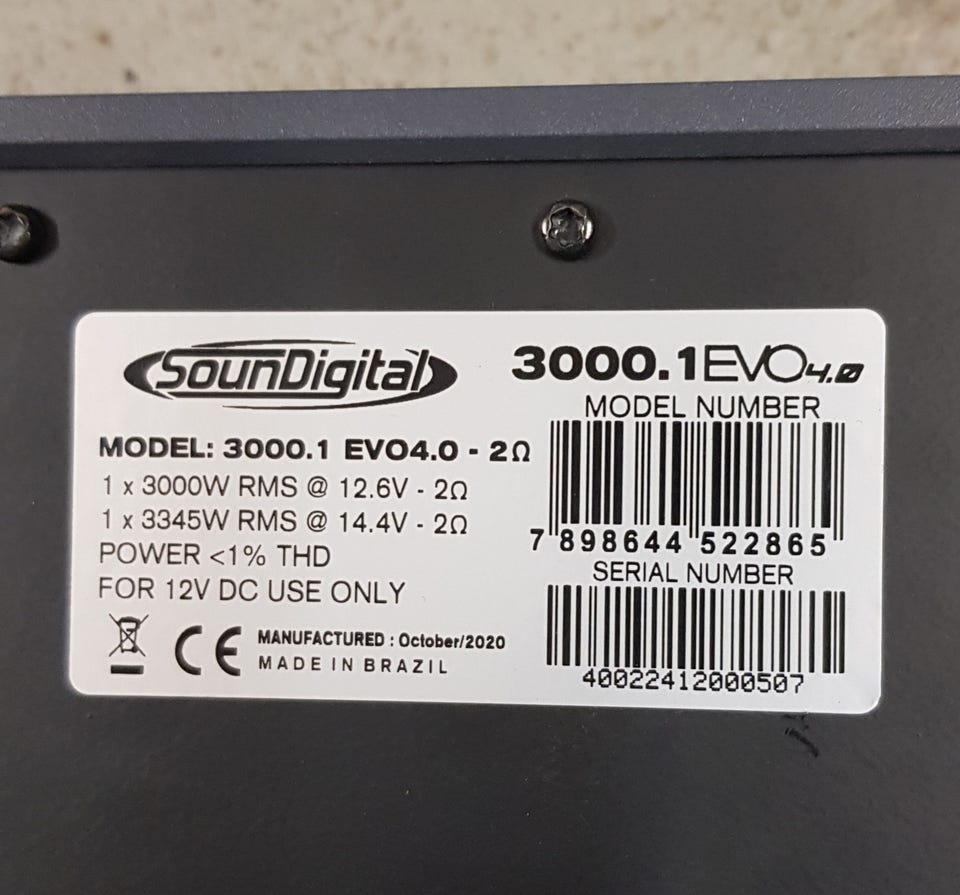 SounDigital
3000.1EVO4.0
MODEL NUMBER
MODEL: 3000.1 EVO4.0 - 2Ω
1 x 3000W RMS @ 12.6V - 2Ω
1 x 3345W RMS @ 14.4V - 2Ω
POWER <1% THD
FOR 12V DC USE ONLY
7 898644 522865
SERIAL NUMBER
40022412000507
CE
MANUFACTURED : October/2020
MADE IN BRAZIL